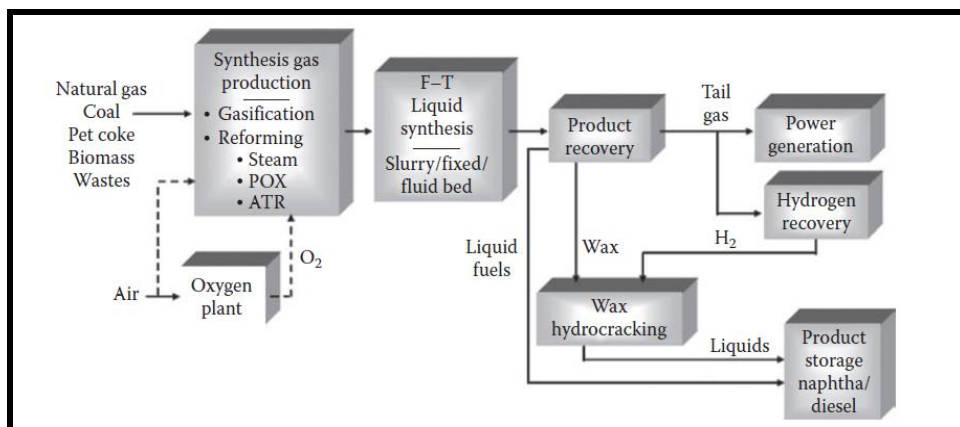 Natural gas
Coal
Pet coke
Biomass
Wastes
Air
Synthesis gas
production
• Gasification
• Reforming
• Steam
• POX
• ATR
Oxygen
plant
O2
F–T
Liquid
synthesis
Slurry/fixed/
fluid bed
Product
recovery
Tail
gas
Power
generation
Hydrogen
recovery
H2
Wax
Liquid
fuels
Wax
hydrocracking
Liquids
Product
storage
naphtha/
diesel